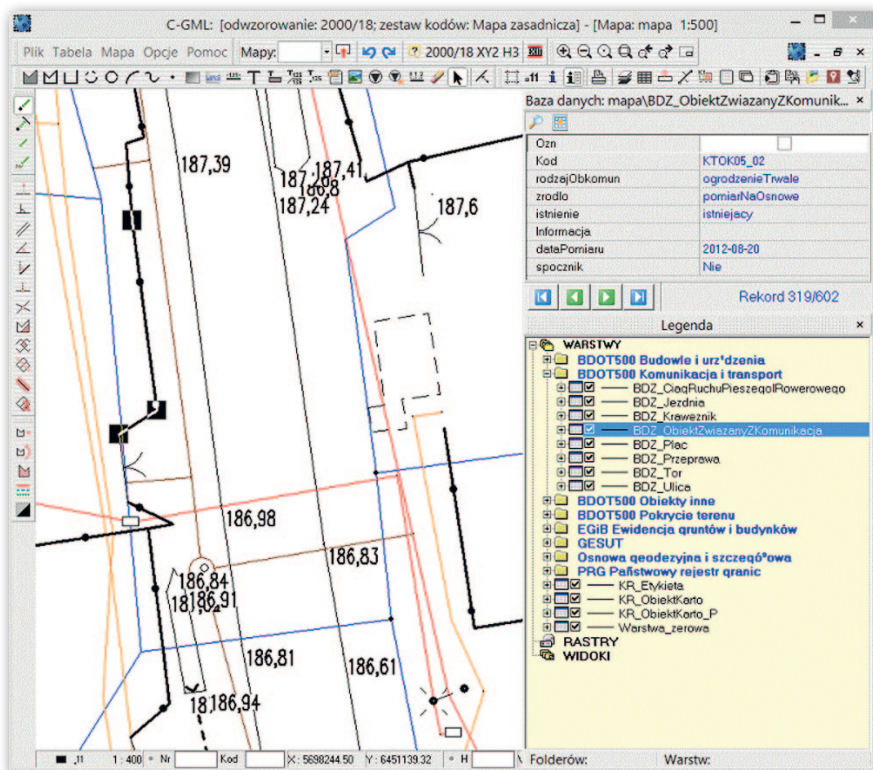 C-GML: [odwzorowanie: 2000/18; zestaw kodów: Mapa zasadnicza] - [Mapa: mapa 1:500]
Plik Tabela Mapa Opcje Pomoc Mapy: 2000/18 XY2 H3
Baza danych: mapa\BDZ_ObiektZwiazanyZKomunik...
Ozn
Kod KTOK05_02
rodzajObkomun ogrodzenieTrwale
zrodlo pomiarNaOsnowe
istnienie istniejacy
Informacja
dataPomiaru 2012-08-20
spocznik Nie
Rekord 319/602
Legenda
WARSTWY
BDOT500 Budowle i urz'dzenia
BDOT500 Komunikacja i transport
BDZ_CiagRuchuPieszegoIRowerowego
BDZ_Jezdnia
BDZ_Kraweznik
BDZ_ObiektZwiazanyZKomunikacja
BDZ_Plac
BDZ_Przeprawa
BDZ_Tor
BDZ_Ulica
BDOT500 Obiekty inne
BDOT500 Pokrycie terenu
EGiB Ewidencja gruntów i budynków
GESUT
Osnowa geodezyjna i szczegó°owa
PRG Państwowy rejestr granic
KR_Etykieta
KR_ObiektKarto
KR_ObiektKarto_P
Warstwa_zerowa
RASTRY
WIDOKI
187,39
187,41
187,24
187,6
186,98
186,83
186,84
186,91
186,81
186,61
186,94
,11 1 : 400 * Nr Kod X : 5698244.50 Y : 6451139.32 * H
Folderów: Warstw: